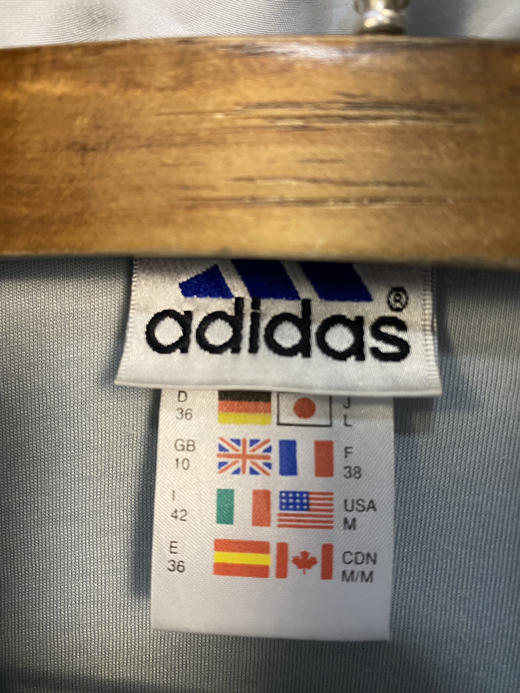 adidas®
D
36
J
L
GB
10
F
38
I
42
USA
M
E
36
CDN
M/M